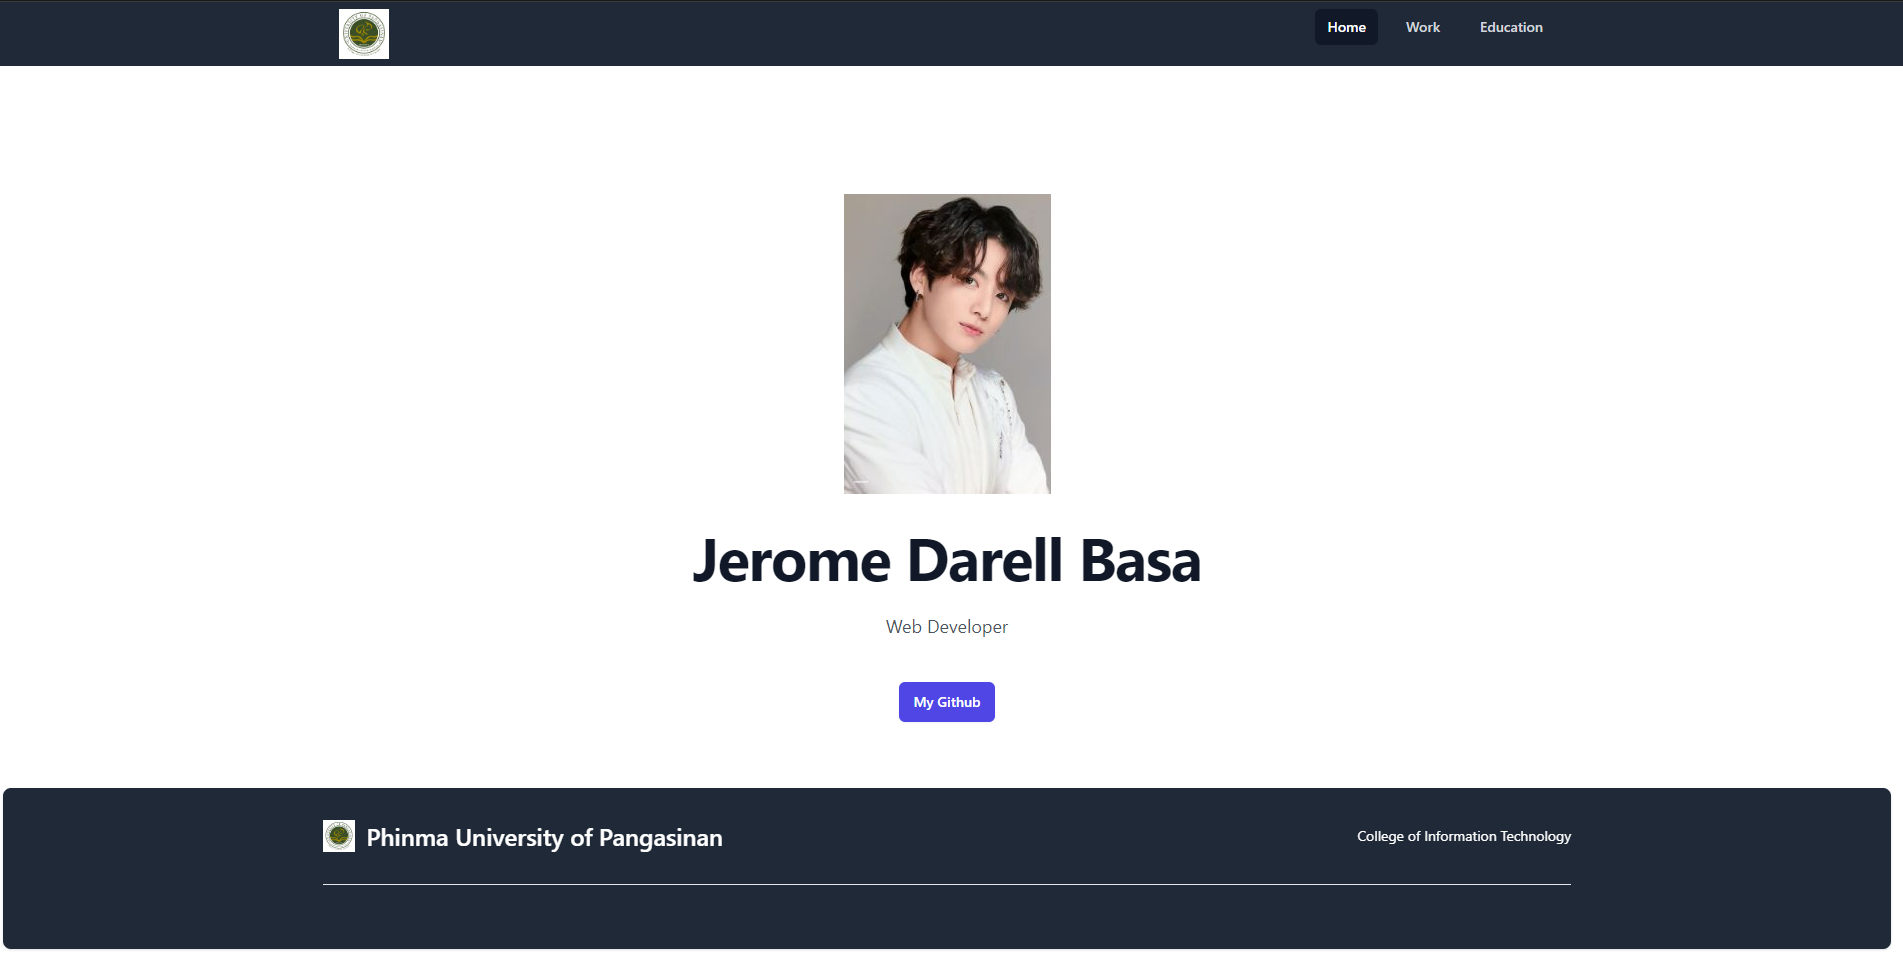 Home Work Education
Jerome Darell Basa
Web Developer
My Github
Phinma University of Pangasinan
College of Information Technology